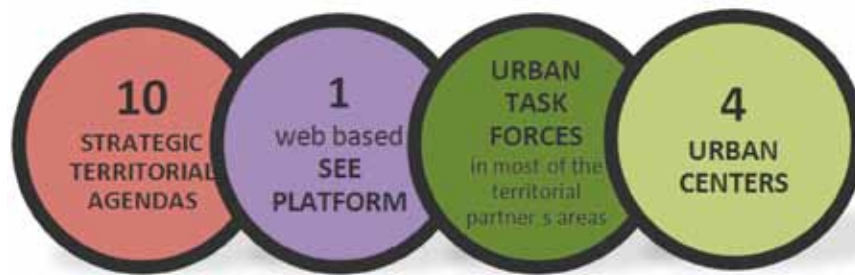 10
STRATEGIC
TERRITORIAL
AGENDAS
1
web based
SEE
PLATFORM
URBAN
TASK
FORCES
in most of the
territorial
partner s areas
4
URBAN
CENTERS